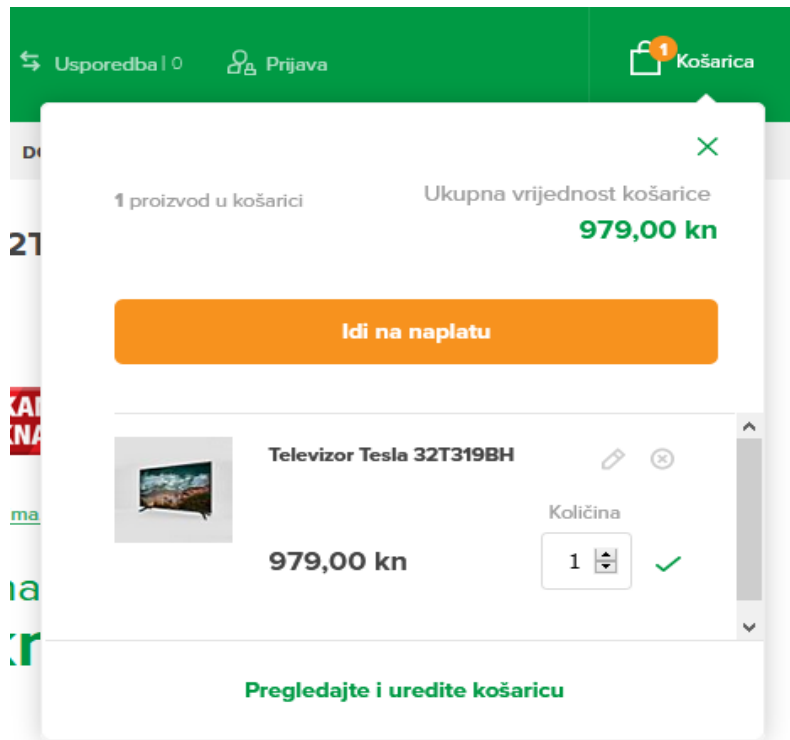 Usporedba | 0
Prijava
1
Košarica
1 proizvod u košarici
Ukupna vrijednost košarice
979,00 kn
Idi na naplatu
Televizor Tesla 32T319BH
Količina
979,00 kn
1
Pregledajte i uredite košaricu